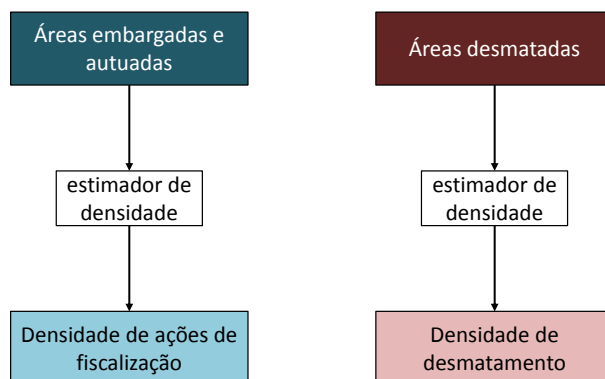 Áreas embargadas e
autuadas
Áreas desmatadas
estimador de
densidade
estimador de
densidade
Densidade de ações de
fiscalização
Densidade de
desmatamento